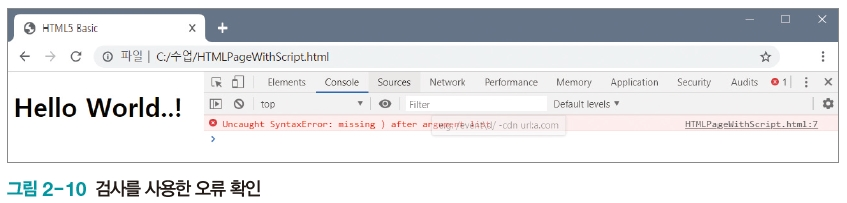 HTML5 Basic
파일 | C:/수업/HTMLPageWithScript.html
Elements Console Sources Network Performance Memory Application Security Audits 1
top Filter Default levels
Hello World..!
Uncaught SyntaxError: missing ) after argument list HTMLPageWithScript.html:7
그림 2-10 검사를 사용한 오류 확인